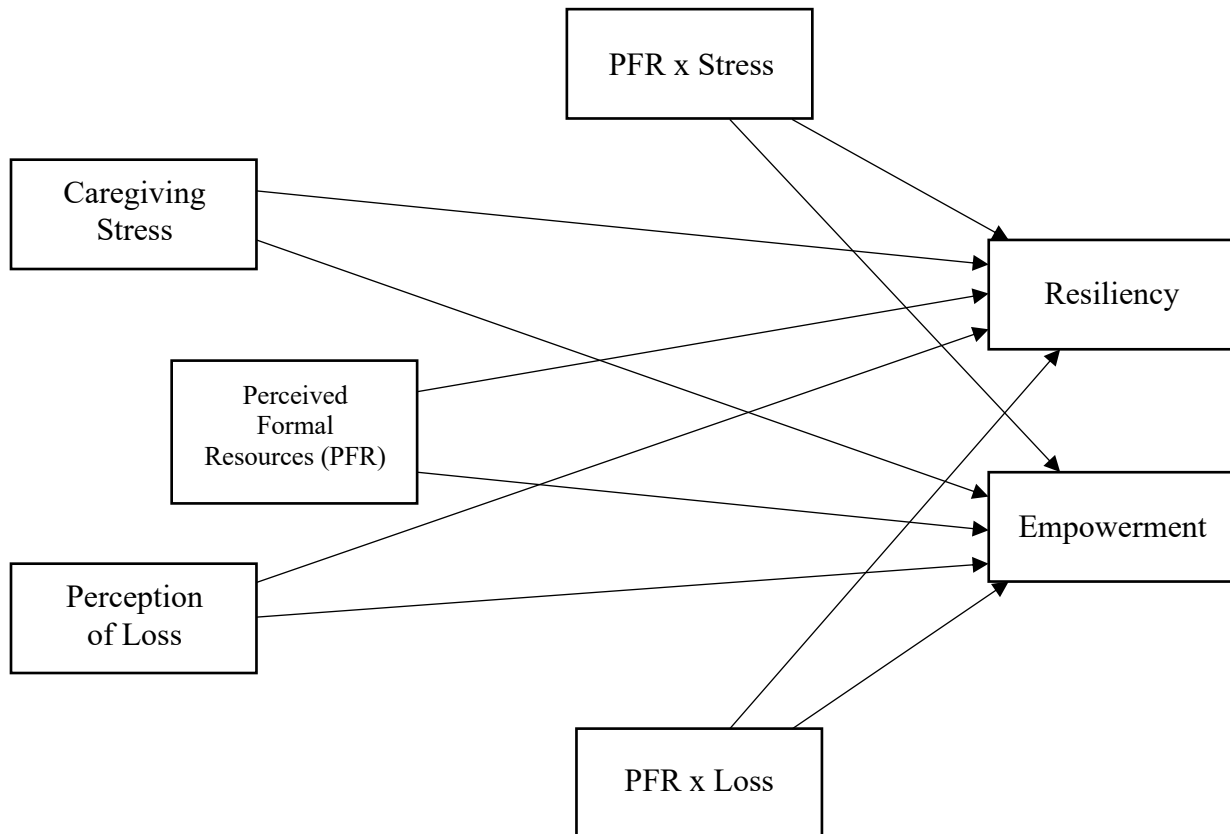 PFR x Stress
Caregiving
Stress
Resiliency
Perceived
Formal
Resources (PFR)
Empowerment
Perception
of Loss
PFR x Loss